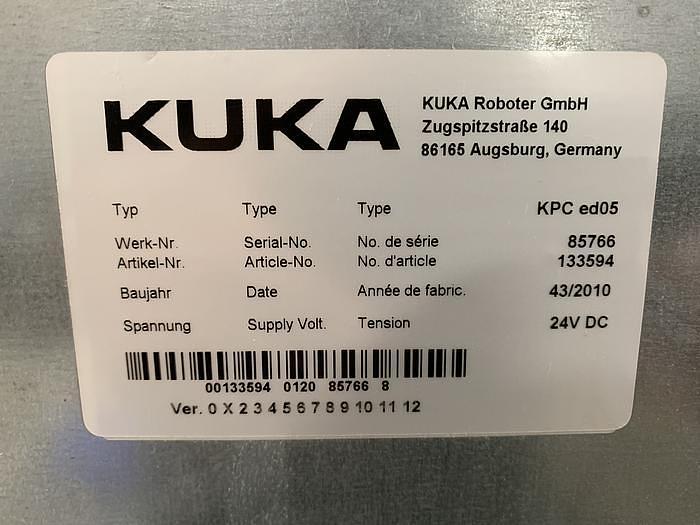 KUKA
KUKA Roboter GmbH
Zugspitzstraße 140
86165 Augsburg, Germany
Typ Type Type KPC ed05
Werk-Nr. Serial-No. No. de série 85766
Artikel-Nr. Article-No. No. d'article 133594
Baujahr Date Année de fabric. 43/2010
Spannung Supply Volt. Tension 24V DC
00133594 0120 85766 8
Ver. 0 X 2 3 4 5 6 7 8 9 10 11 12